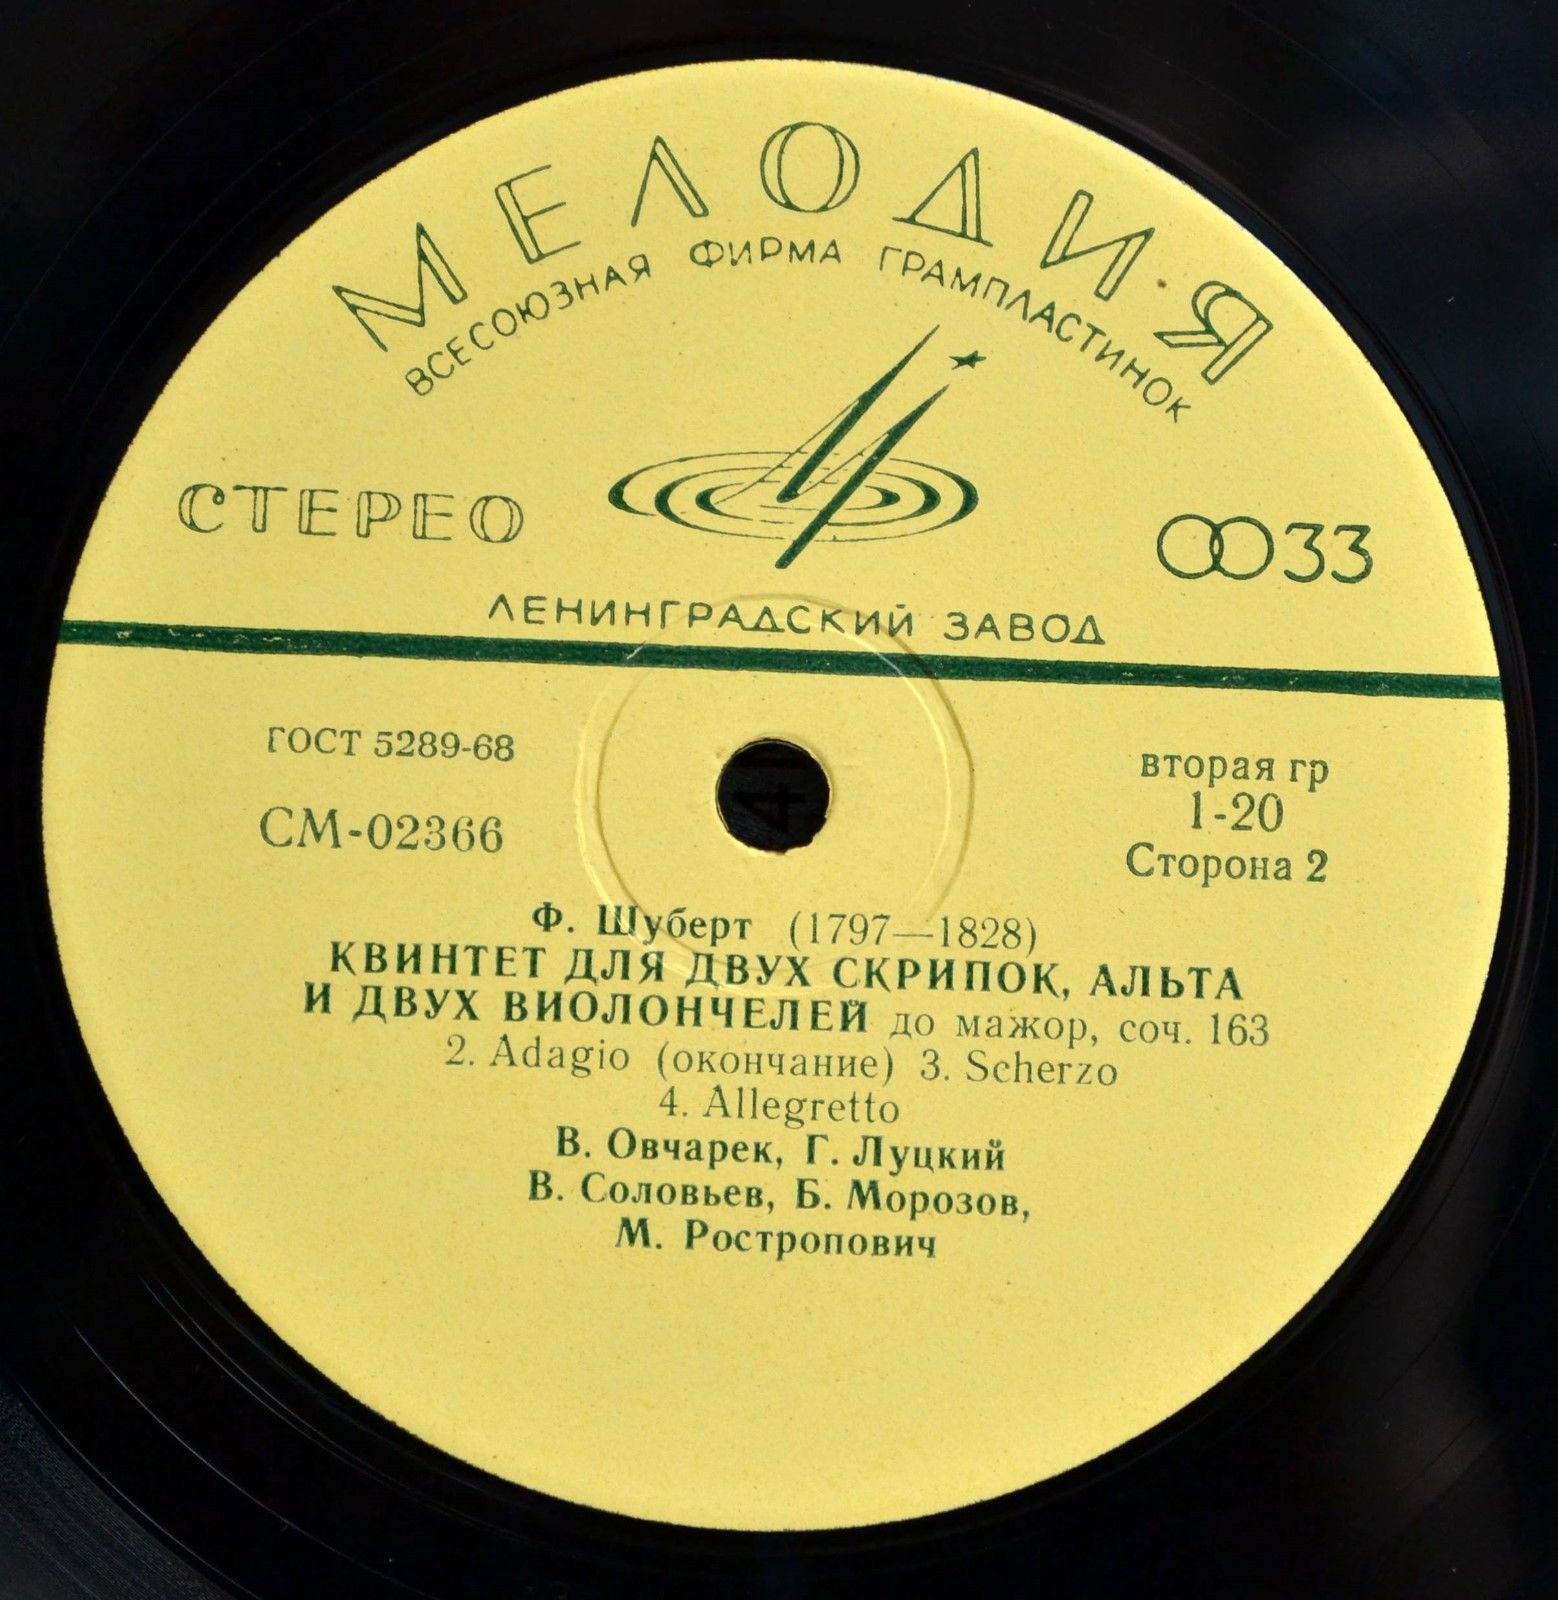 МЕЛОДИЯ
ВСЕСОЮЗНАЯ ФИРМА ГРАМПЛАСТИНОК
СТЕРЕО
33
ЛЕНИНГРАДСКИЙ ЗАВОД
ГОСТ 5289-68
вторая гр
СМ-02366
1-20
Сторона 2
Ф. Шуберт (1797—1828)
КВИНТЕТ ДЛЯ ДВУХ СКРИПОК, АЛЬТА
И ДВУХ ВИОЛОНЧЕЛЕЙ до мажор, соч. 163
2. Adagio (окончание) 3. Scherzo
4. Allegretto
В. Овчарек, Г. Луцкий
В. Соловьев, Б. Морозов,
М. Ростропович